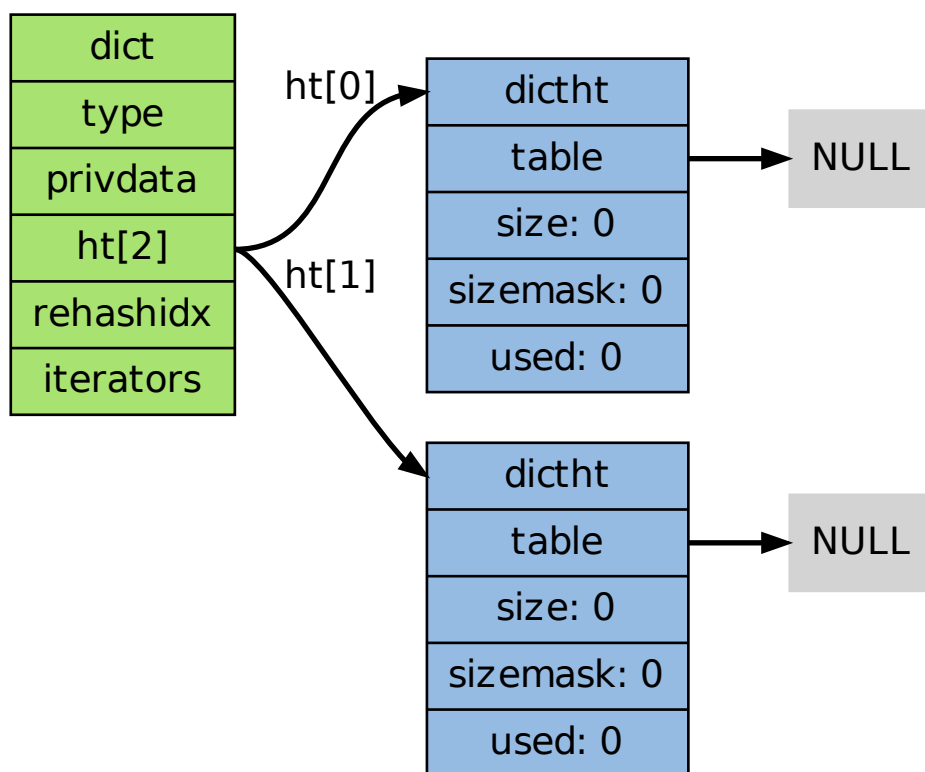 dict
type
privdata
ht[2]
rehashidx
iterators
ht[0]
ht[1]
dictht
table
size: 0
sizemask: 0
used: 0
NULL
dictht
table
size: 0
sizemask: 0
used: 0
NULL